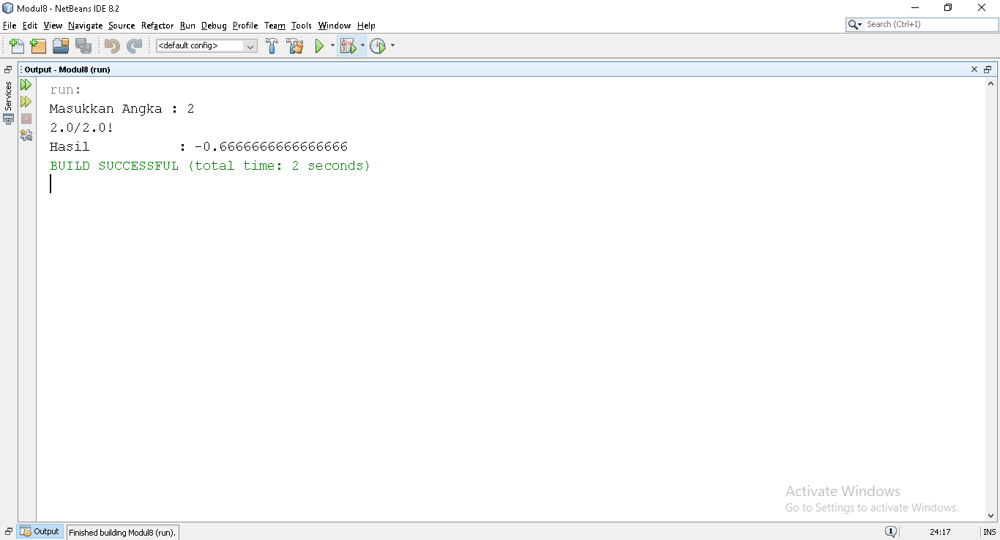 Modul8 - NetBeans IDE 8.2
File Edit View Navigate Source Refactor Run Debug Profile Team Tools Window Help
Search (Ctrl+I)
<default config>
Output - Modul8 (run)
Services
run:
Masukkan Angka : 2
2.0/2.0!
Hasil : -0.6666666666666666
BUILD SUCCESSFUL (total time: 2 seconds)
Activate Windows
Go to Settings to activate Windows.
Output
Finished building Modul8 (run).
1
24:17
INS